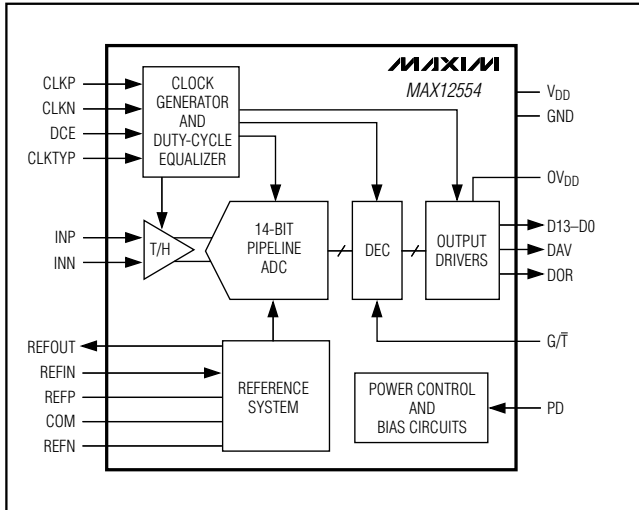 MAXIM
MAX12554
CLKP
CLKN
DCE
CLKTYP
CLOCK
GENERATOR
AND
DUTY-CYCLE
EQUALIZER
VDD
GND
OVDD
INP
INN
T/H
14-BIT
PIPELINE
ADC
DEC
OUTPUT
DRIVERS
D13–D0
DAV
DOR
REFOUT
REFIN
REFP
COM
REFN
REFERENCE
SYSTEM
G/T̅
POWER CONTROL
AND
BIAS CIRCUITS
PD